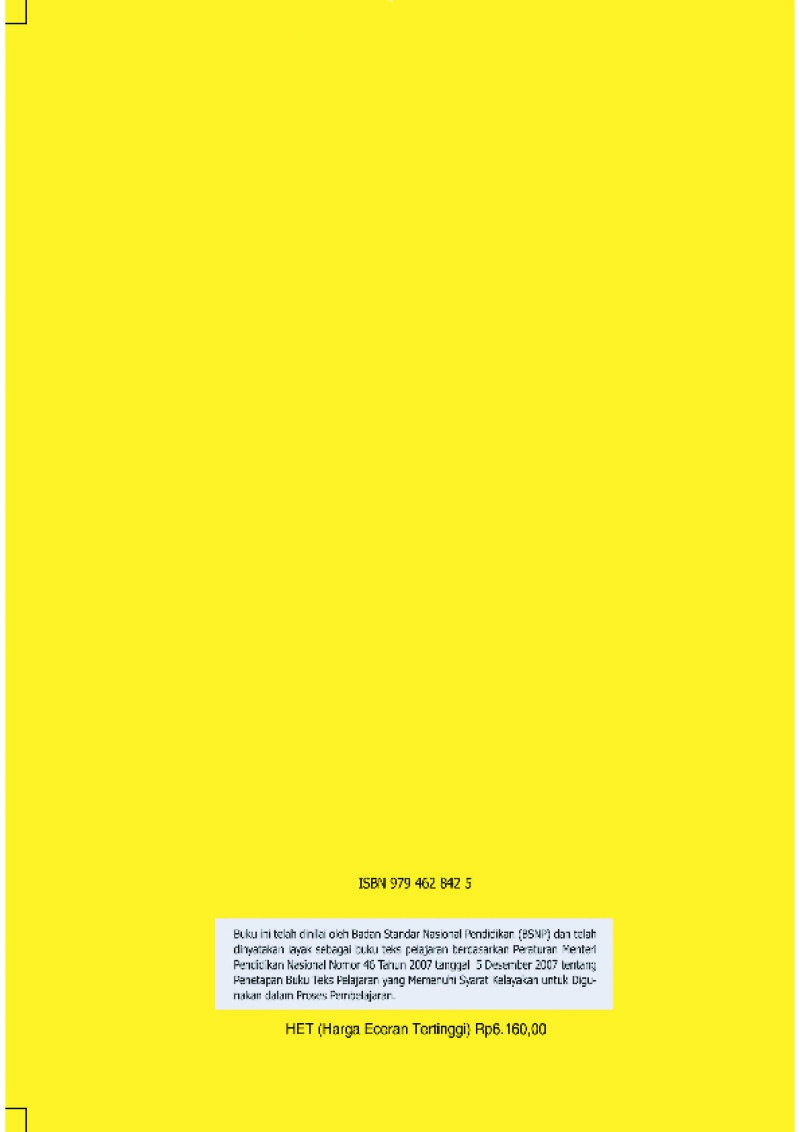 ISBN 979 462 842 5
Buku ini telah dinilai oleh Badan Standar Nasional Pendidikan (BSNP) dan telah
dinyatakan layak sebagai buku teks pelajaran berdasarkan Peraturan Menteri
Pendidikan Nasional Nomor 46 Tahun 2007 tanggal 5 Desember 2007 tentang
Penetapan Buku Teks Pelajaran yang Memenuhi Syarat Kelayakan untuk Digu-
nakan dalam Proses Pembelajaran.
HET (Harga Eceran Tertinggi) Rp6.160,00